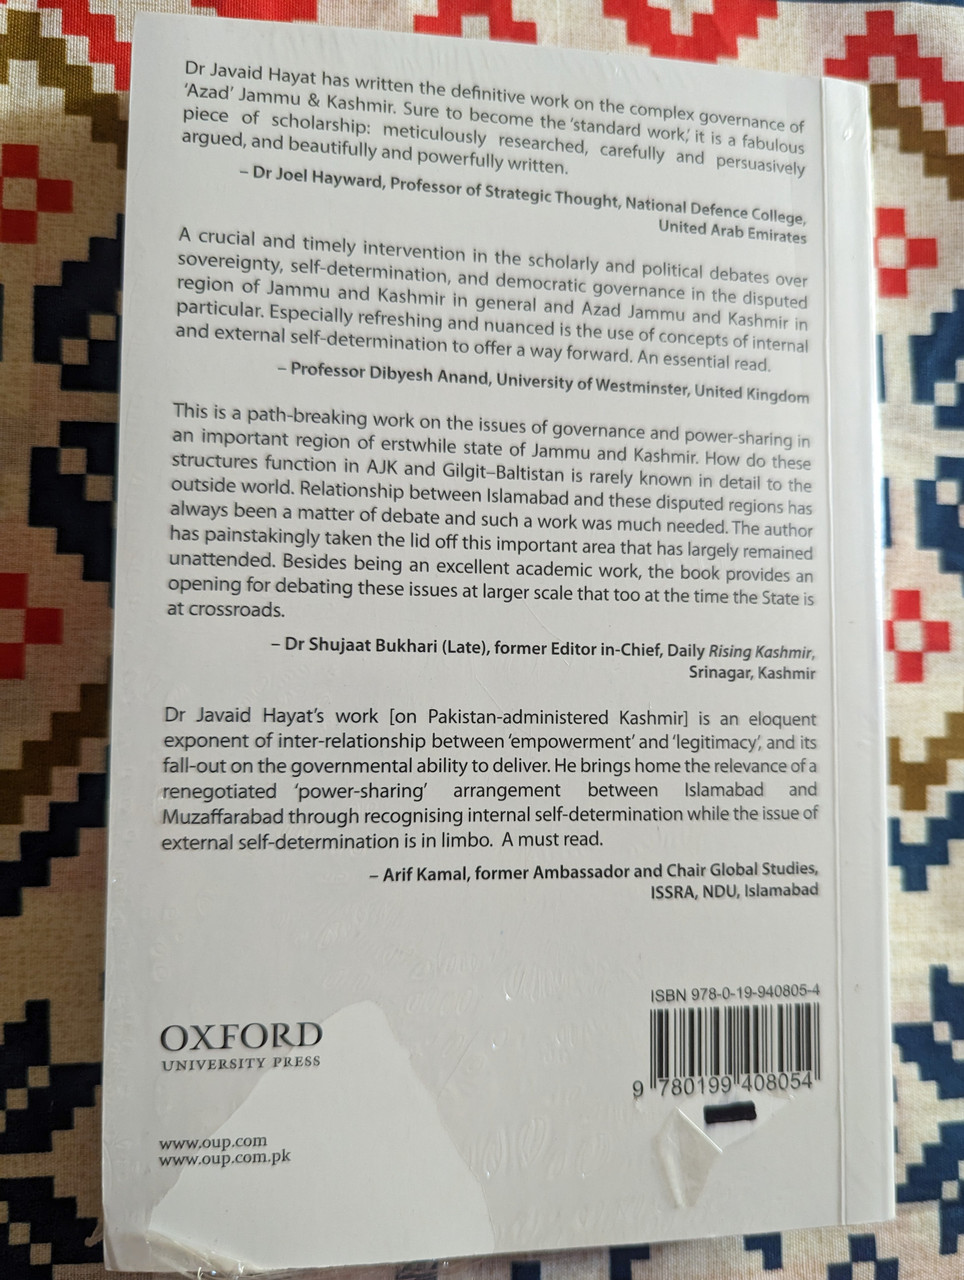 Dr Javaid Hayat has written the definitive work on the complex governance of
‘Azad’ Jammu & Kashmir. Sure to become the ‘standard work,’ it is a fabulous
piece of scholarship: meticulously researched, carefully and persuasively
argued, and beautifully and powerfully written.
– Dr Joel Hayward, Professor of Strategic Thought, National Defence College,
United Arab Emirates
A crucial and timely intervention in the scholarly and political debates over
sovereignty, self-determination, and democratic governance in the disputed
region of Jammu and Kashmir in general and Azad Jammu and Kashmir in
particular. Especially refreshing and nuanced is the use of concepts of internal
and external self-determination to offer a way forward. An essential read.
– Professor Dibyesh Anand, University of Westminster, United Kingdom
This is a path-breaking work on the issues of governance and power-sharing in
an important region of erstwhile state of Jammu and Kashmir. How do these
structures function in AJK and Gilgit–Baltistan is rarely known in detail to the
outside world. Relationship between Islamabad and these disputed regions has
always been a matter of debate and such a work was much needed. The author
has painstakingly taken the lid off this important area that has largely remained
unattended. Besides being an excellent academic work, the book provides an
opening for debating these issues at larger scale that too at the time the State is
at crossroads.
– Dr Shujaat Bukhari (Late), former Editor in-Chief, Daily Rising Kashmir,
Srinagar, Kashmir
Dr Javaid Hayat’s work [on Pakistan-administered Kashmir] is an eloquent
exponent of inter-relationship between ‘empowerment’ and ‘legitimacy’, and its
fall-out on the governmental ability to deliver. He brings home the relevance of a
renegotiated ‘power-sharing’ arrangement between Islamabad and
Muzaffarabad through recognising internal self-determination while the issue of
external self-determination is in limbo. A must read.
– Arif Kamal, former Ambassador and Chair Global Studies,
ISSRA, NDU, Islamabad
ISBN 978-0-19-940805-4
9 780199 408054
OXFORD
UNIVERSITY PRESS
www.oup.com
www.oup.com.pk